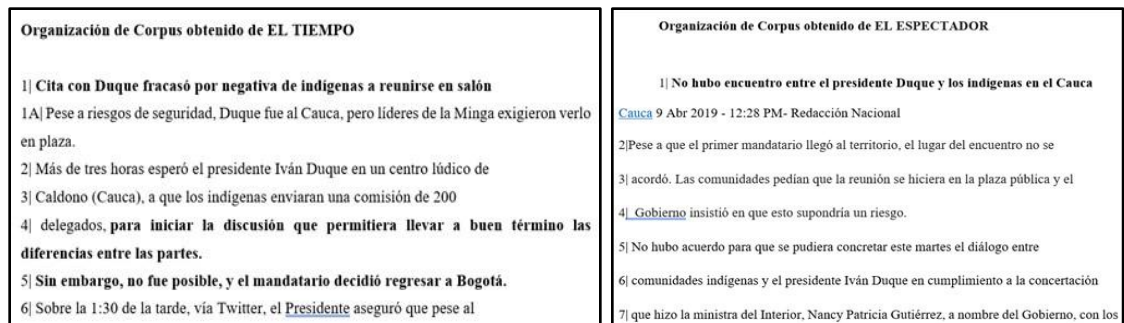 Organización de Corpus obtenido de EL TIEMPO
1| Cita con Duque fracasó por negativa de indígenas a reunirse en salón
1A| Pese a riesgos de seguridad, Duque fue al Cauca, pero líderes de la Minga exigieron verlo
en plaza.
2| Más de tres horas esperó el presidente Iván Duque en un centro lúdico de
3| Caldono (Cauca), a que los indígenas enviaran una comisión de 200
4| delegados, para iniciar la discusión que permitiera llevar a buen término las
diferencias entre las partes.
5| Sin embargo, no fue posible, y el mandatario decidió regresar a Bogotá.
6| Sobre la 1:30 de la tarde, vía Twitter, el Presidente aseguró que pese al
Organización de Corpus obtenido de EL ESPECTADOR
1| No hubo encuentro entre el presidente Duque y los indígenas en el Cauca
Cauca 9 Abr 2019 - 12:28 PM- Redacción Nacional
2|Pese a que el primer mandatario llegó al territorio, el lugar del encuentro no se
3| acordó. Las comunidades pedían que la reunión se hiciera en la plaza pública y el
4| Gobierno insistió en que esto supondría un riesgo.
5| No hubo acuerdo para que se pudiera concretar este martes el diálogo entre
6| comunidades indígenas y el presidente Iván Duque en cumplimiento a la concertación
7| que hizo la ministra del Interior, Nancy Patricia Gutiérrez, a nombre del Gobierno, con los